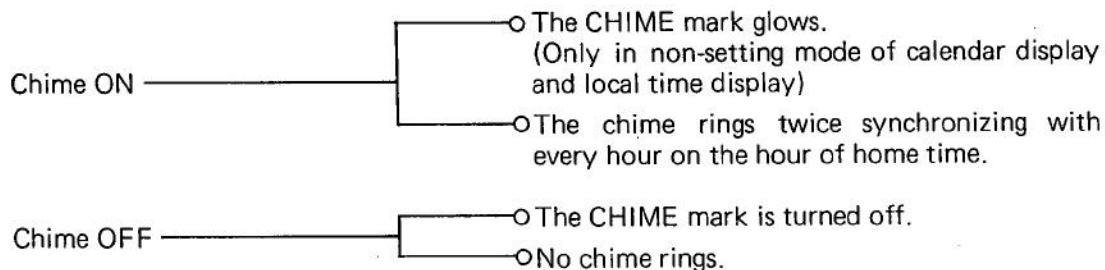 The CHIME mark glows.
(Only in non-setting mode of calendar display
and local time display)
Chime ON
The chime rings twice synchronizing with
every hour on the hour of home time.
The CHIME mark is turned off.
Chime OFF
No chime rings.